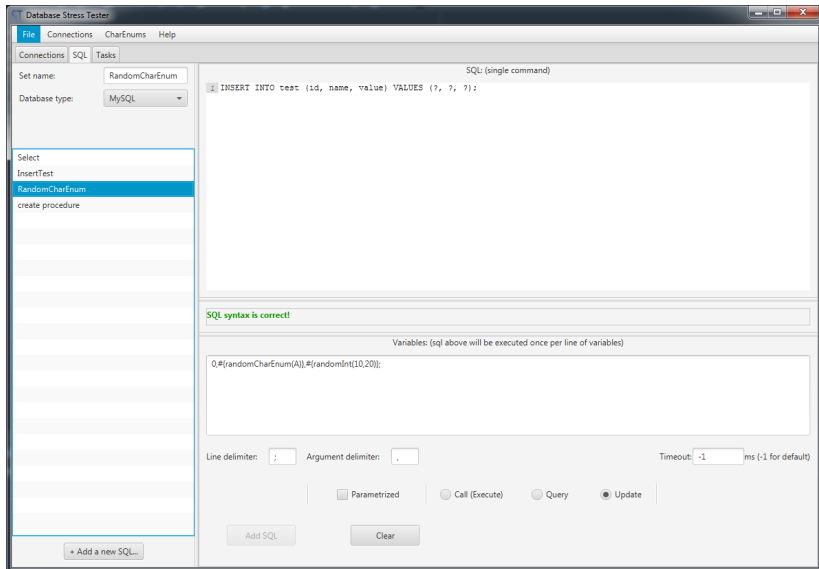 Database Stress Tester
File Connections CharEnums Help
Connections SQL Tasks
Set name: RandomCharEnum
Database type: MySQL
Select
InsertTest
RandomCharEnum
create procedure
+ Add a new SQL...
SQL: (single command)
1 INSERT INTO test (id, name, value) VALUES (?, ?, ?);
SQL syntax is correct!
Variables: (sql above will be executed once per line of variables)
0,#{randomCharEnum(A)},#{randomInt(10,20)};
Line delimiter: ; Argument delimiter: , Timeout: -1 ms (-1 for default)
Parametrized Call (Execute) Query Update
Add SQL Clear